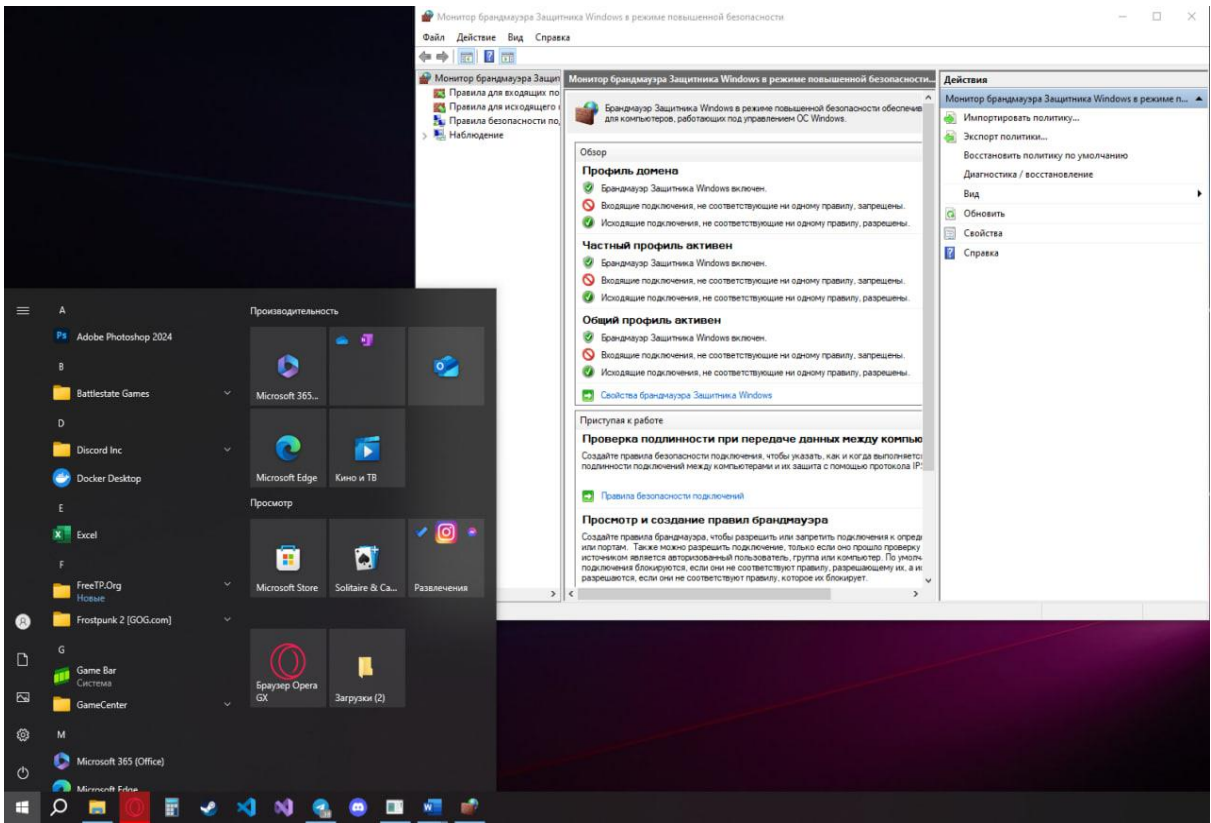 Монитор брандмауэра Защитника Windows в режиме повышенной безопасности
Файл Действие Вид Справка
Монитор брандмауэра Защит
Правила для входящих по
Правила для исходящего
Правила безопасности по
Наблюдение
Монитор брандмауэра Защитника Windows в режиме повышенной безопасности...
Брандмауэр Защитника Windows в режиме повышенной безопасности обеспечив
для компьютеров, работающих под управлением ОС Windows.
Обзор
Профиль домена
Брандмауэр Защитника Windows включен.
Входящие подключения, не соответствующие ни одному правилу, запрещены.
Исходящие подключения, не соответствующие ни одному правилу, разрешены.
Частный профиль активен
Брандмауэр Защитника Windows включен.
Входящие подключения, не соответствующие ни одному правилу, запрещены.
Исходящие подключения, не соответствующие ни одному правилу, разрешены.
Общий профиль активен
Брандмауэр Защитника Windows включен.
Входящие подключения, не соответствующие ни одному правилу, запрещены.
Исходящие подключения, не соответствующие ни одному правилу, разрешены.
Свойства брандмауэра Защитника Windows
Приступая к работе
Проверка подлинности при передаче данных между компью
Создайте правила безопасности подключения, чтобы указать, как и когда выполняетс
подлинности подключений между компьютерами и их защита с помощью протокола IP
Правила безопасности подключений
Просмотр и создание правил брандмауэра
Создайте правила брандмауэра, чтобы разрешить или запретить подключения к опред
или портам. Также можно разрешить подключение, только если оно прошло проверку
источником является авторизованный пользователь, группа или компьютер. По умолч
подключения блокируются, если они не соответствуют правилу, разрешающему их, а ис
разрешаются, если они не соответствуют правилу, которое их блокирует.
Действия
Монитор брандмауэра Защитника Windows в режиме п...
Импортировать политику...
Экспорт политики...
Восстановить политику по умолчанию
Диагностика / восстановление
Вид
Обновить
Свойства
Справка
A
Adobe Photoshop 2024
B
Battlestate Games
D
Discord Inc
Docker Desktop
E
Excel
F
FreeTP.Org
Новые
Frostpunk 2 [GOG.com]
G
Game Bar
Система
GameCenter
M
Microsoft 365 (Office)
Microsoft Edge
Производительность
Microsoft 365...
Microsoft Edge
Кино и ТВ
Просмотр
Microsoft Store
Solitaire & Ca...
Развлечения
Браузер Opera
GX
Загрузки (2)